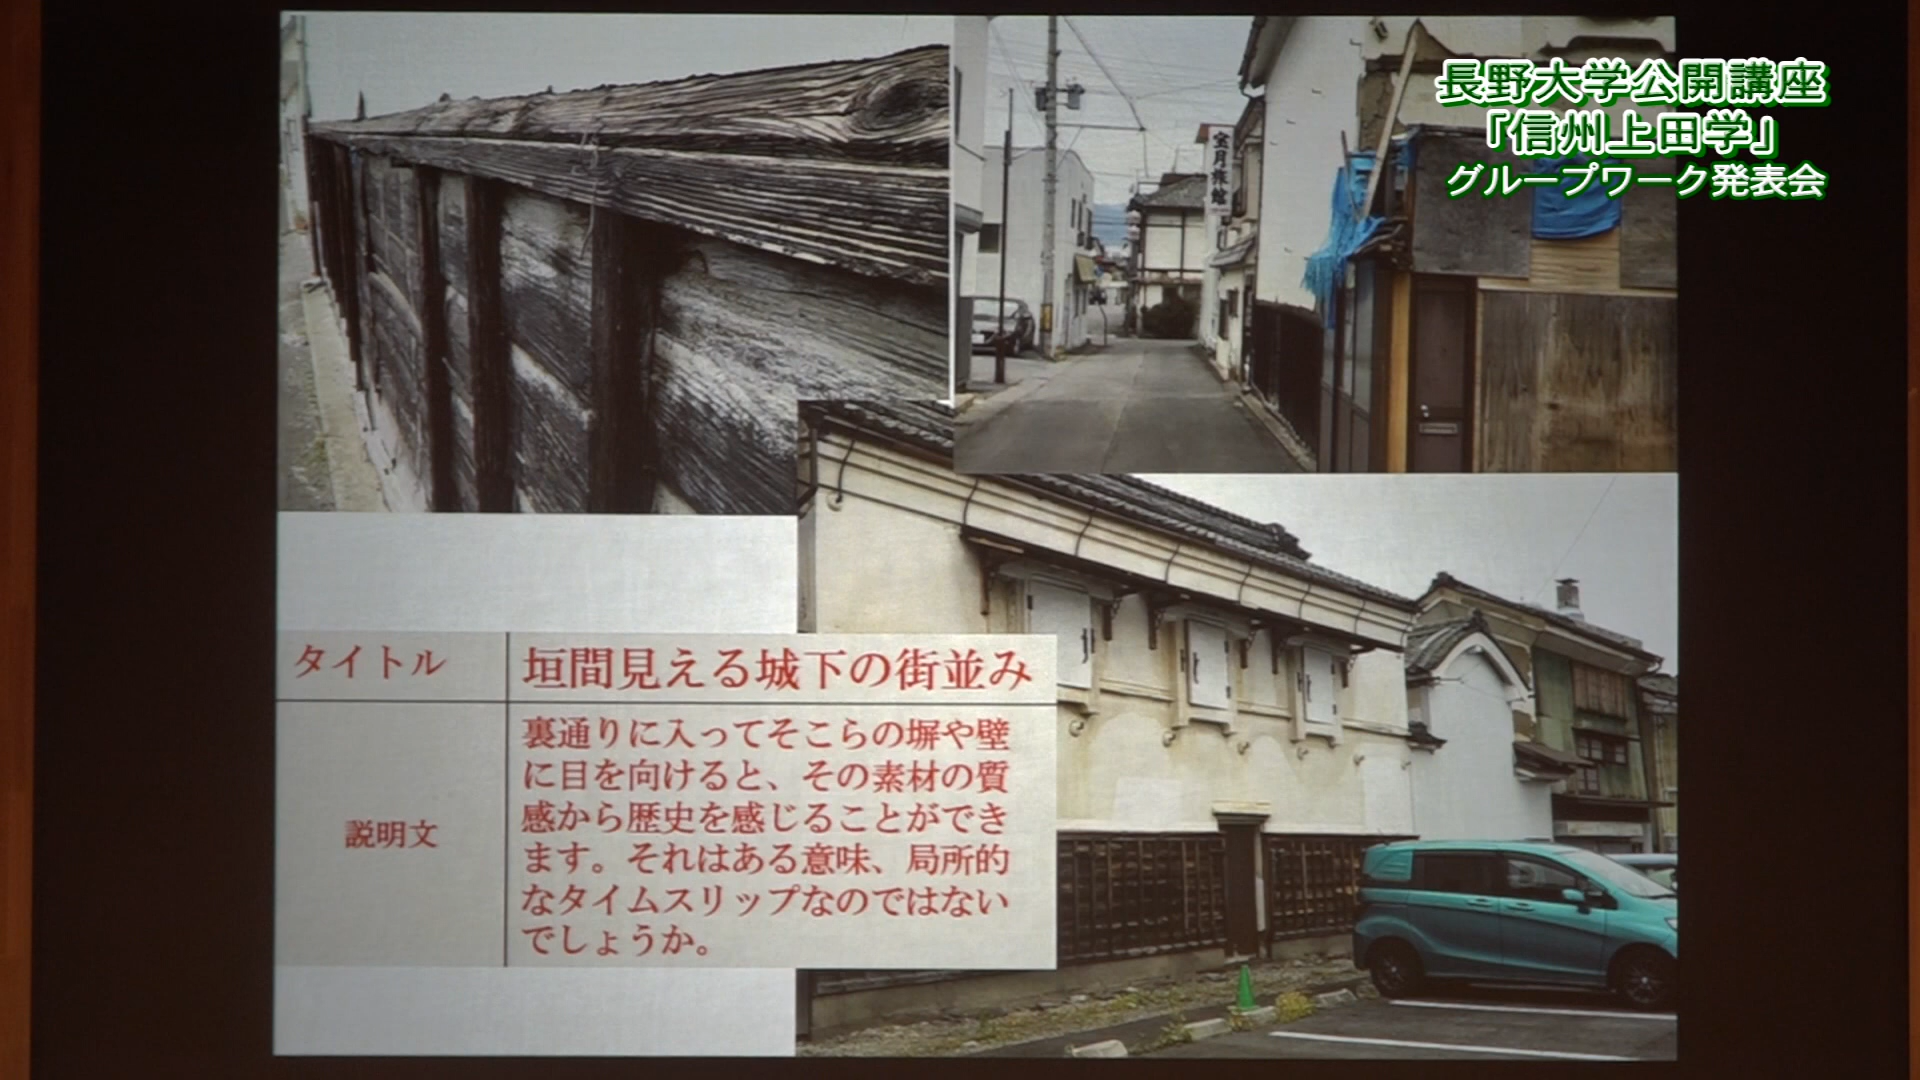 長野大学公開講座
「信州上田学」
グループワーク発表会
宝月旅館
タイトル
垣間見える城下の街並み
説明文
裏通りに入ってそこらの塀や壁
に目を向けると、その素材の質
感から歴史を感じることができ
ます。それはある意味、局所的
なタイムスリップなのではない
でしょうか。